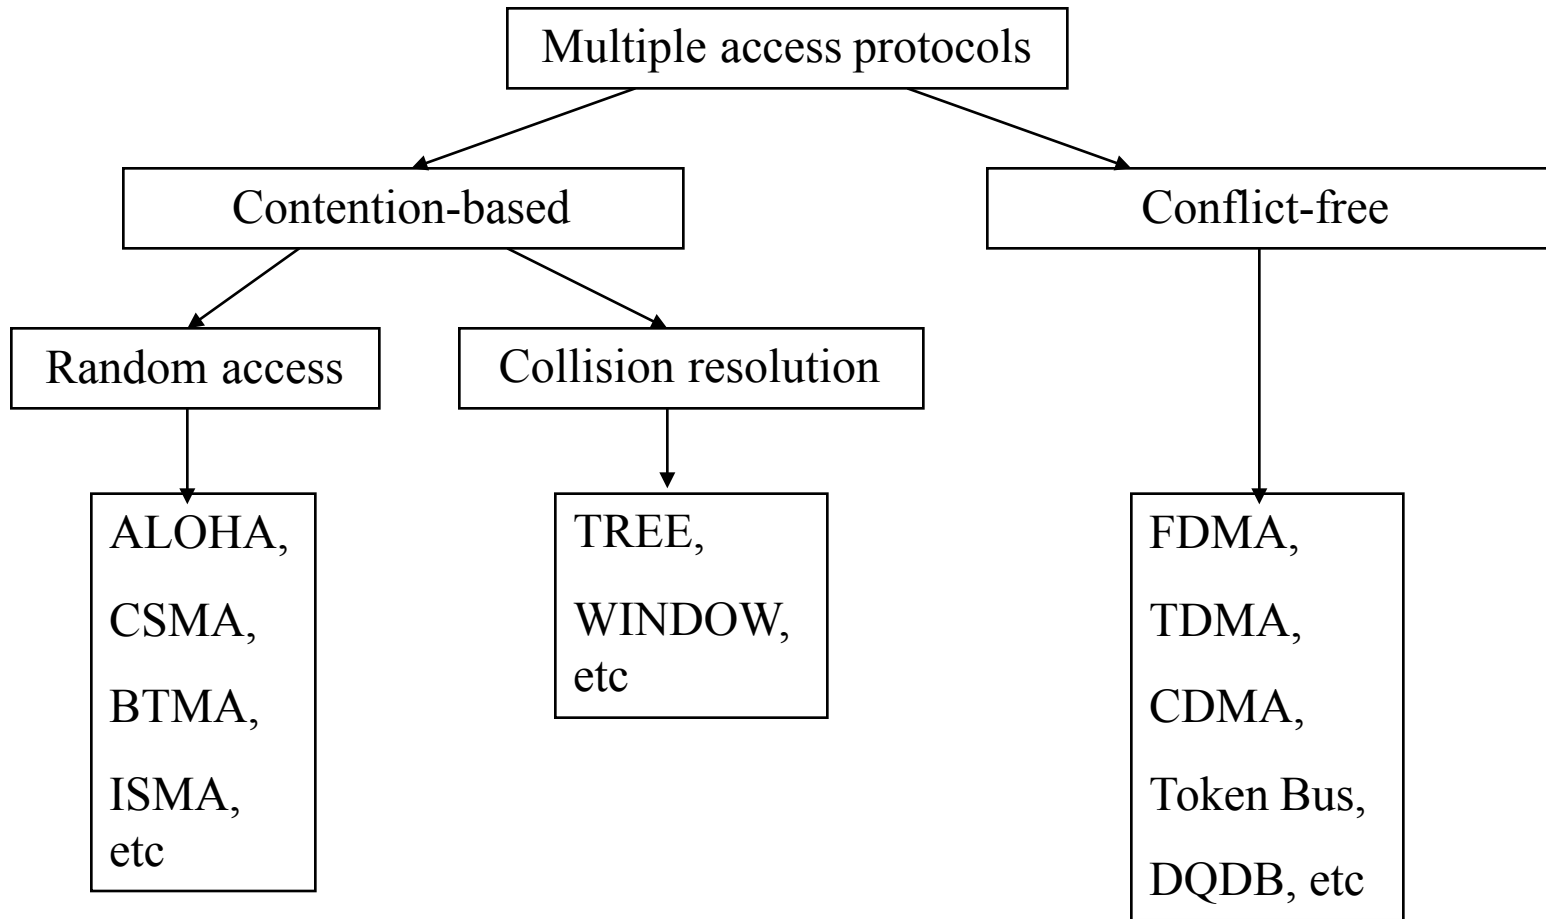 Multiple access protocols
Contention-based
Conflict-free
Random access
Collision resolution
ALOHA,
CSMA,
BTMA,
ISMA,
etc
TREE,
WINDOW,
etc
FDMA,
TDMA,
CDMA,
Token Bus,
DQDB, etc